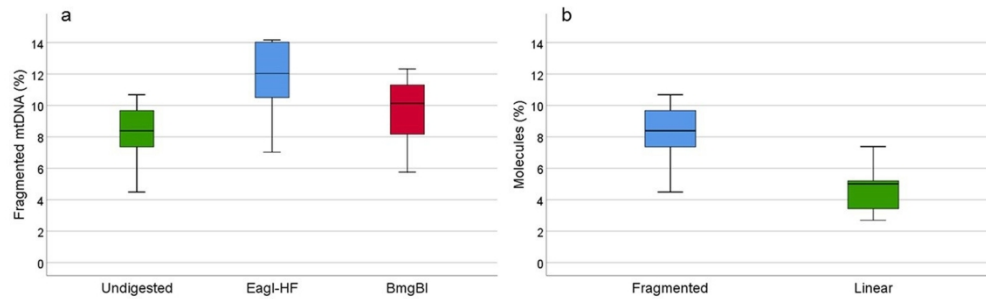 a
Fragmented mtDNA (%)
14
12
10
8
6
4
2
0
Undigested EagI-HF BmgBI
b
Molecules (%)
14
12
10
8
6
4
2
0
Fragmented Linear